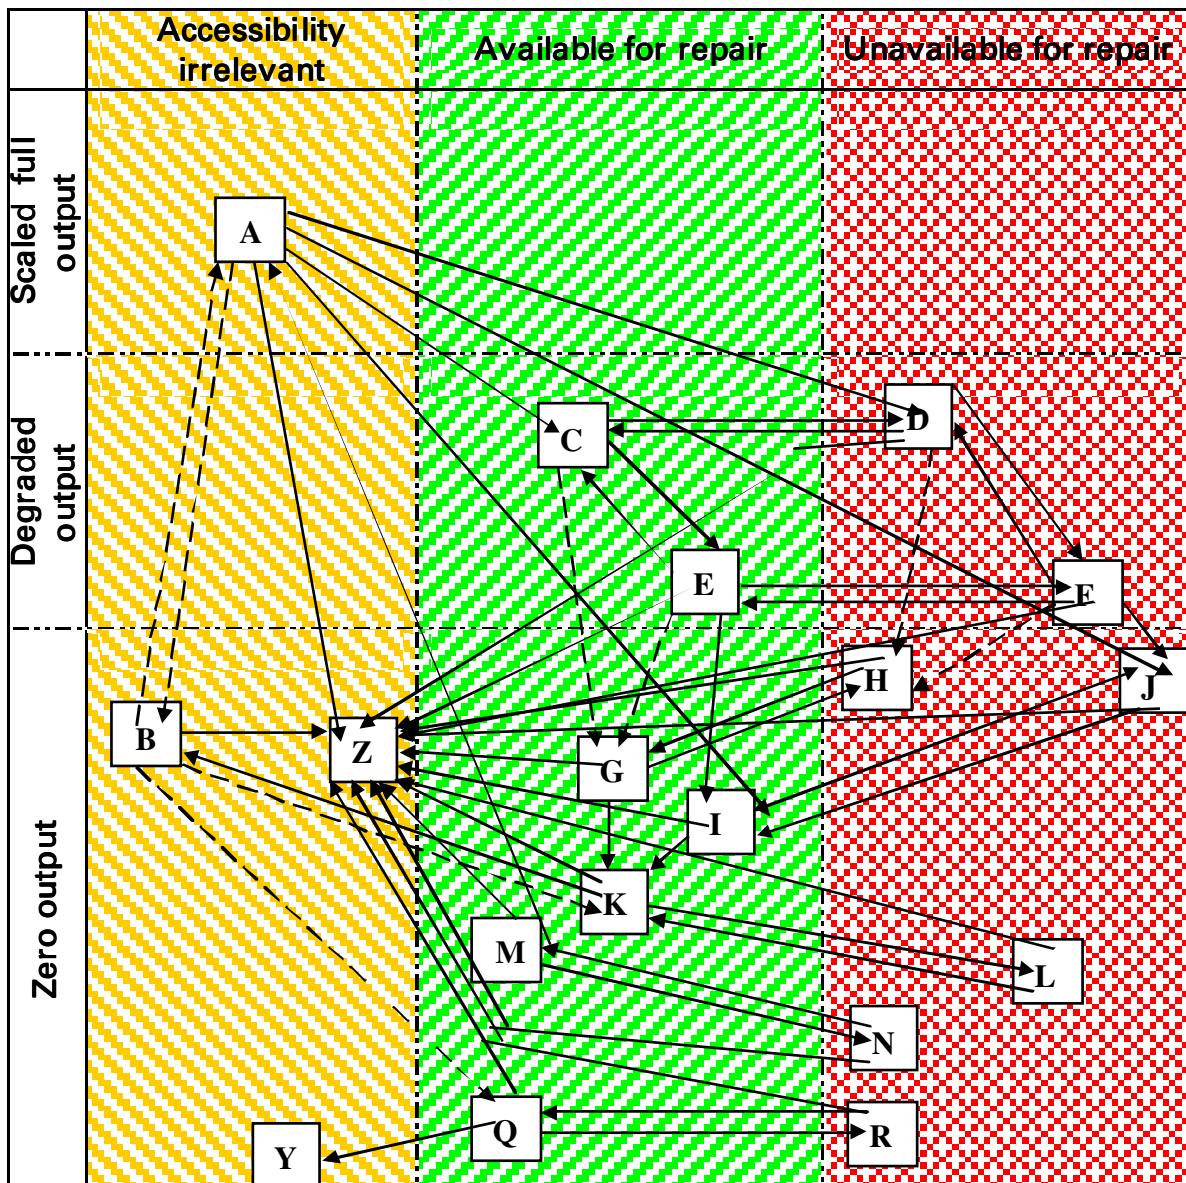 Accessibility
irrelevant
Available for repair
Unavailable for repair
Scaled full
output
A
Degraded
output
C
D
E
F
Zero output
B
Z
G
H
J
I
K
M
L
N
Q
R
Y